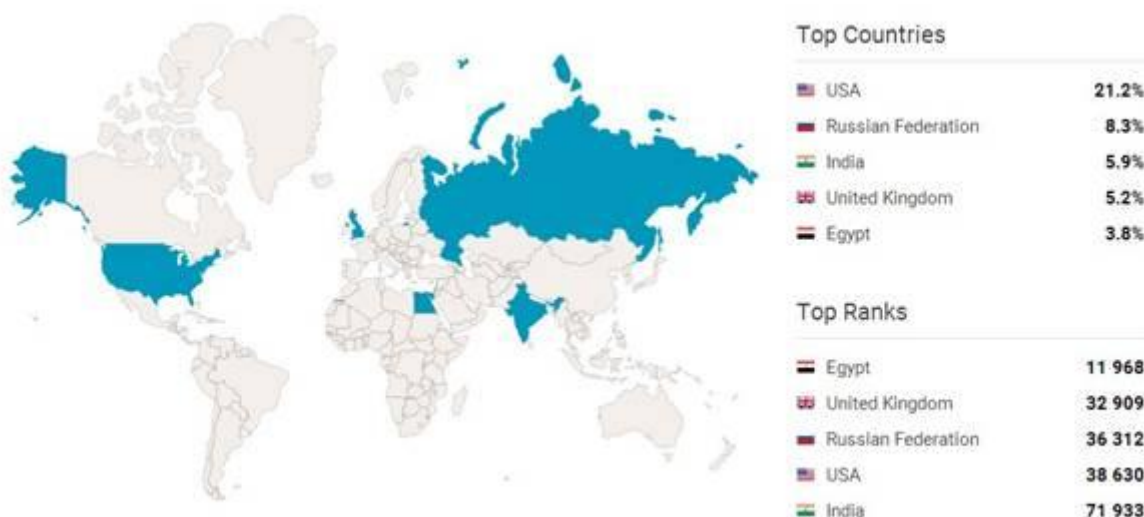 Top Countries
USA 21.2%
Russian Federation 8.3%
India 5.9%
United Kingdom 5.2%
Egypt 3.8%
Top Ranks
Egypt 11 968
United Kingdom 32 909
Russian Federation 36 312
USA 38 630
India 71 933